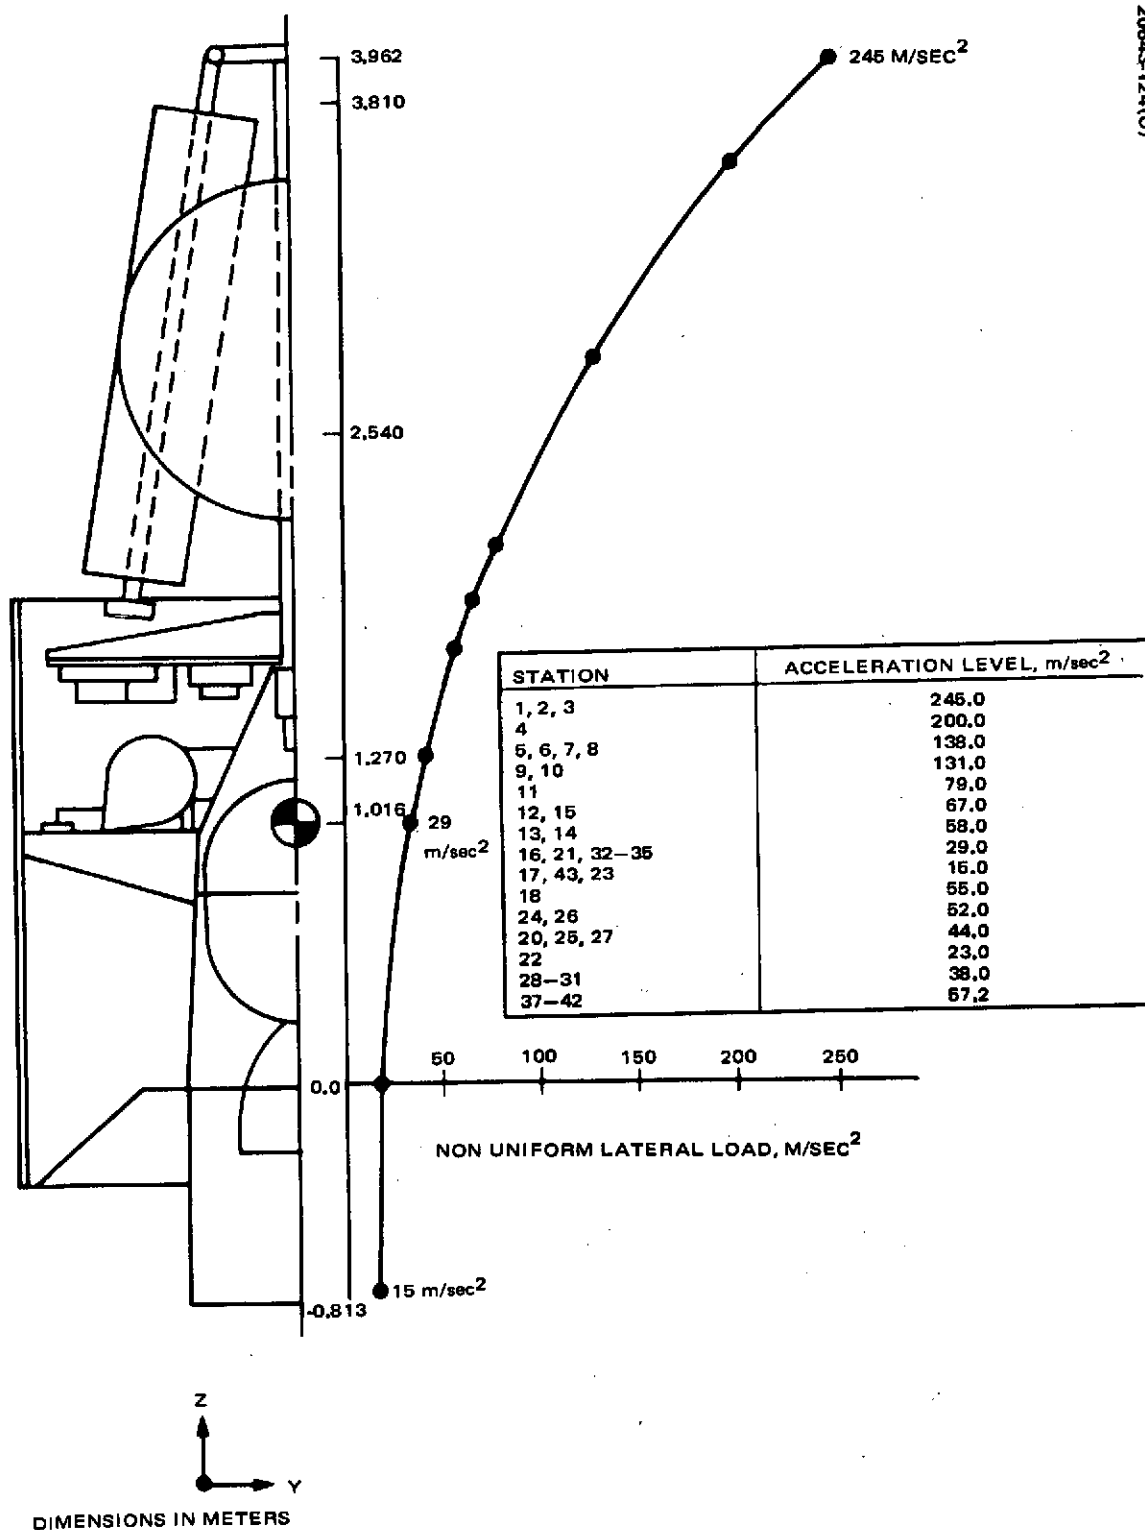 3,962
245 M/SEC²
3,810
2,540
1,270
1,016
29
m/sec²
STATION ACCELERATION LEVEL, m/sec²
1, 2, 3 245.0
4 200.0
5, 6, 7, 8 138.0
9, 10 131.0
11 79.0
12, 15 67.0
13, 14 58.0
16, 21, 32–35 29.0
17, 43, 23 15.0
18 55.0
24, 26 52.0
20, 25, 27 44.0
22 23.0
28–31 38.0
37–42 57.2
0.0 50 100 150 200 250
NON UNIFORM LATERAL LOAD, M/SEC²
15 m/sec²
-0.813
Z
Y
DIMENSIONS IN METERS